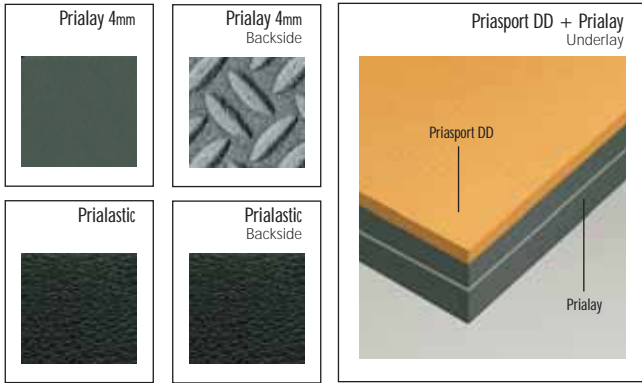 Prialay 4mm
Prialay 4mm
Backside
Priasport DD + Prialay
Underlay
Priasport DD
Prialay
Prialastic
Prialastic
Backside